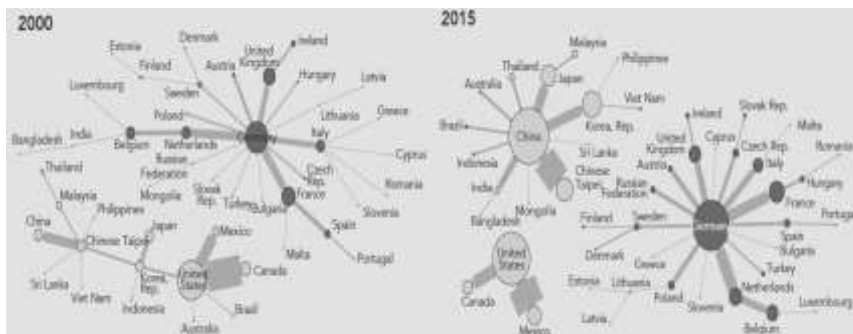 2000
Denmark
Ireland
Estonia
United
Kingdom
Finland
Austria
Luxembourg
Sweden
Hungary
Latvia
Poland
Lithuania
Greece
Bangladesh
India
Belgium
Netherlands
Italy
Russian
Federation
Cyprus
Thailand
Czech
Rep.
Mongolia
Slovak
Rep.
Turkey
Bulgaria
France
Romania
Malaysia
Slovenia
China
Philippines
Japan
Spain
Mexico
Chinese Taipei
Malta
Portugal
Sri Lanka
Korea,
Rep.
United
States
Canada
Viet Nam
Indonesia
Brazil
Australia
2015
Malaysia
Thailand
Philippines
Japan
Australia
Viet Nam
Ireland
Slovak Rep.
Brazil
China
Korea, Rep.
Malta
United
Kingdom
Cyprus
Czech Rep.
Italy
Romania
Indonesia
Sri Lanka
Austria
Chinese
Taipei
Hungary
India
Russian
Federation
France
Bangladesh
Mongolia
Finland
Sweden
Portugal
Spain
Bulgaria
United
States
Denmark
Greece
Turkey
Canada
Estonia
Lithuania
Netherlands
Poland
Slovenia
Luxembourg
Latvia
Mexico
Belgium